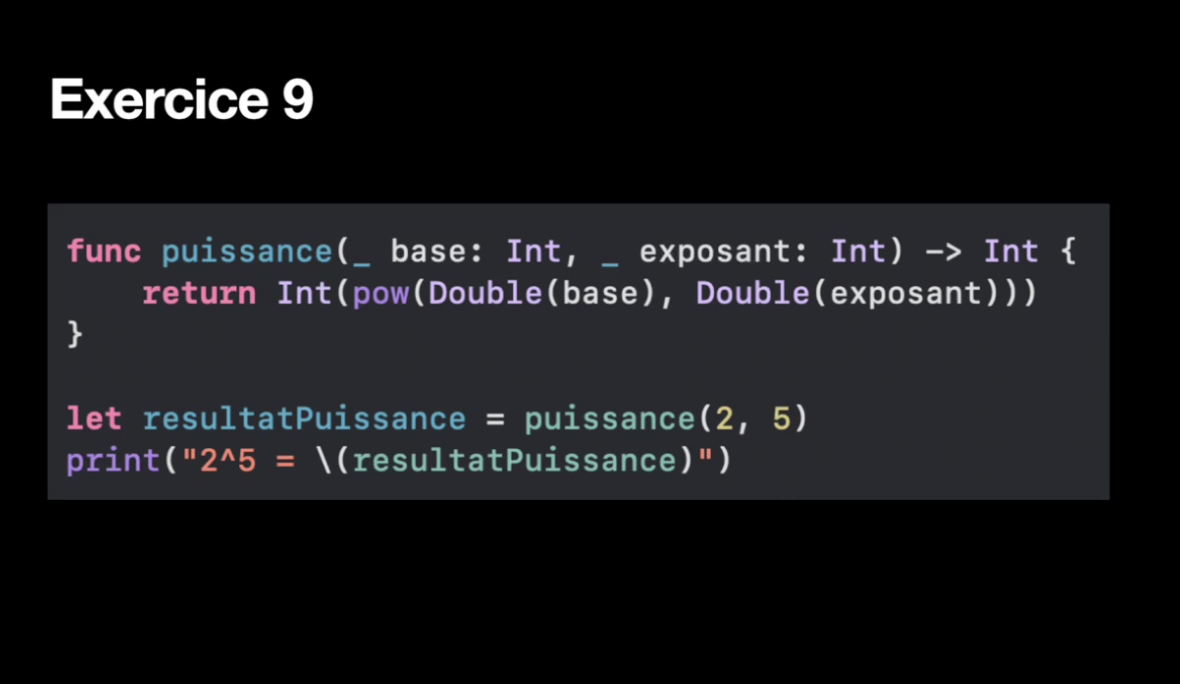 Exercice 9
func puissance(_ base: Int, _ exposant: Int) -> Int {
    return Int(pow(Double(base), Double(exposant)))
}
let resultatPuissance = puissance(2, 5)
print("2^5 = \(resultatPuissance)")